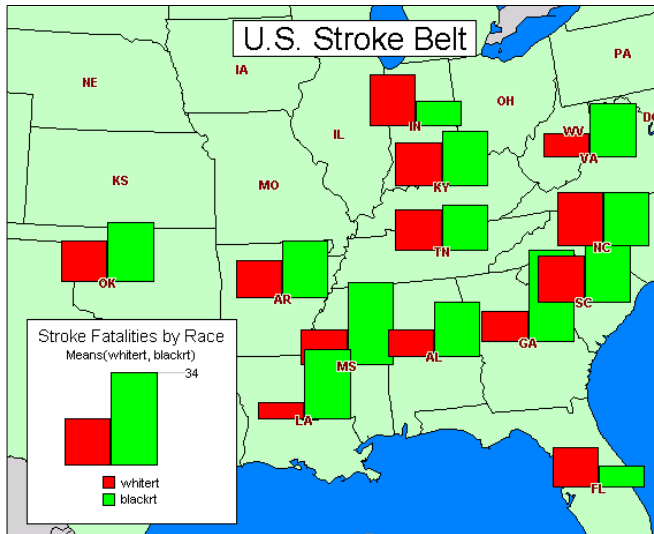 U.S. Stroke Belt
PA
IA
NE
OH
IN
IL
WV
VA
KY
KS
MO
TN
NC
OK
AR
SC
GA
MS
AL
LA
FL
Stroke Fatalities by Race
Means(whitert, blackrt)
34
whitert
blackrt